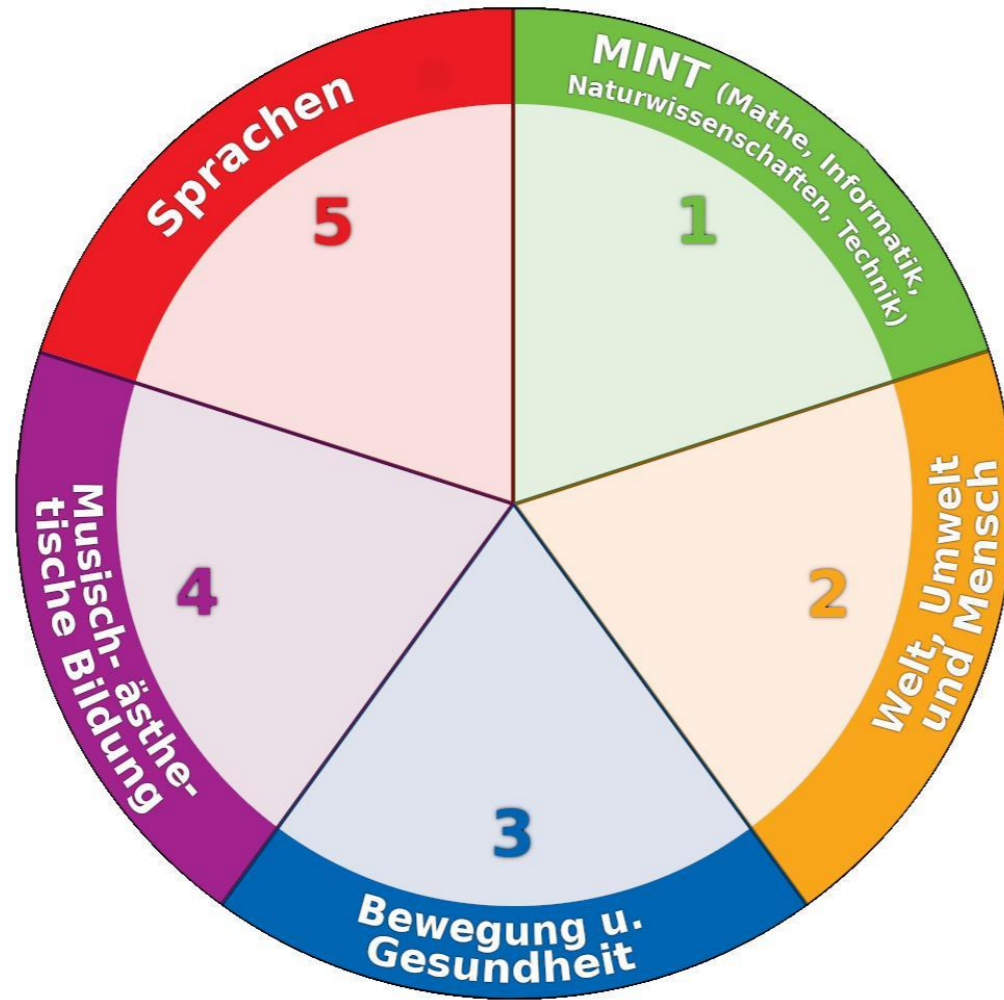 MINT (Mathe, Informatik,
Naturwissenschaften, Technik)
1
Welt, Umwelt
und Mensch
2
Bewegung u.
Gesundheit
3
Musisch- ästhe-
tische Bildung
4
Sprachen
5